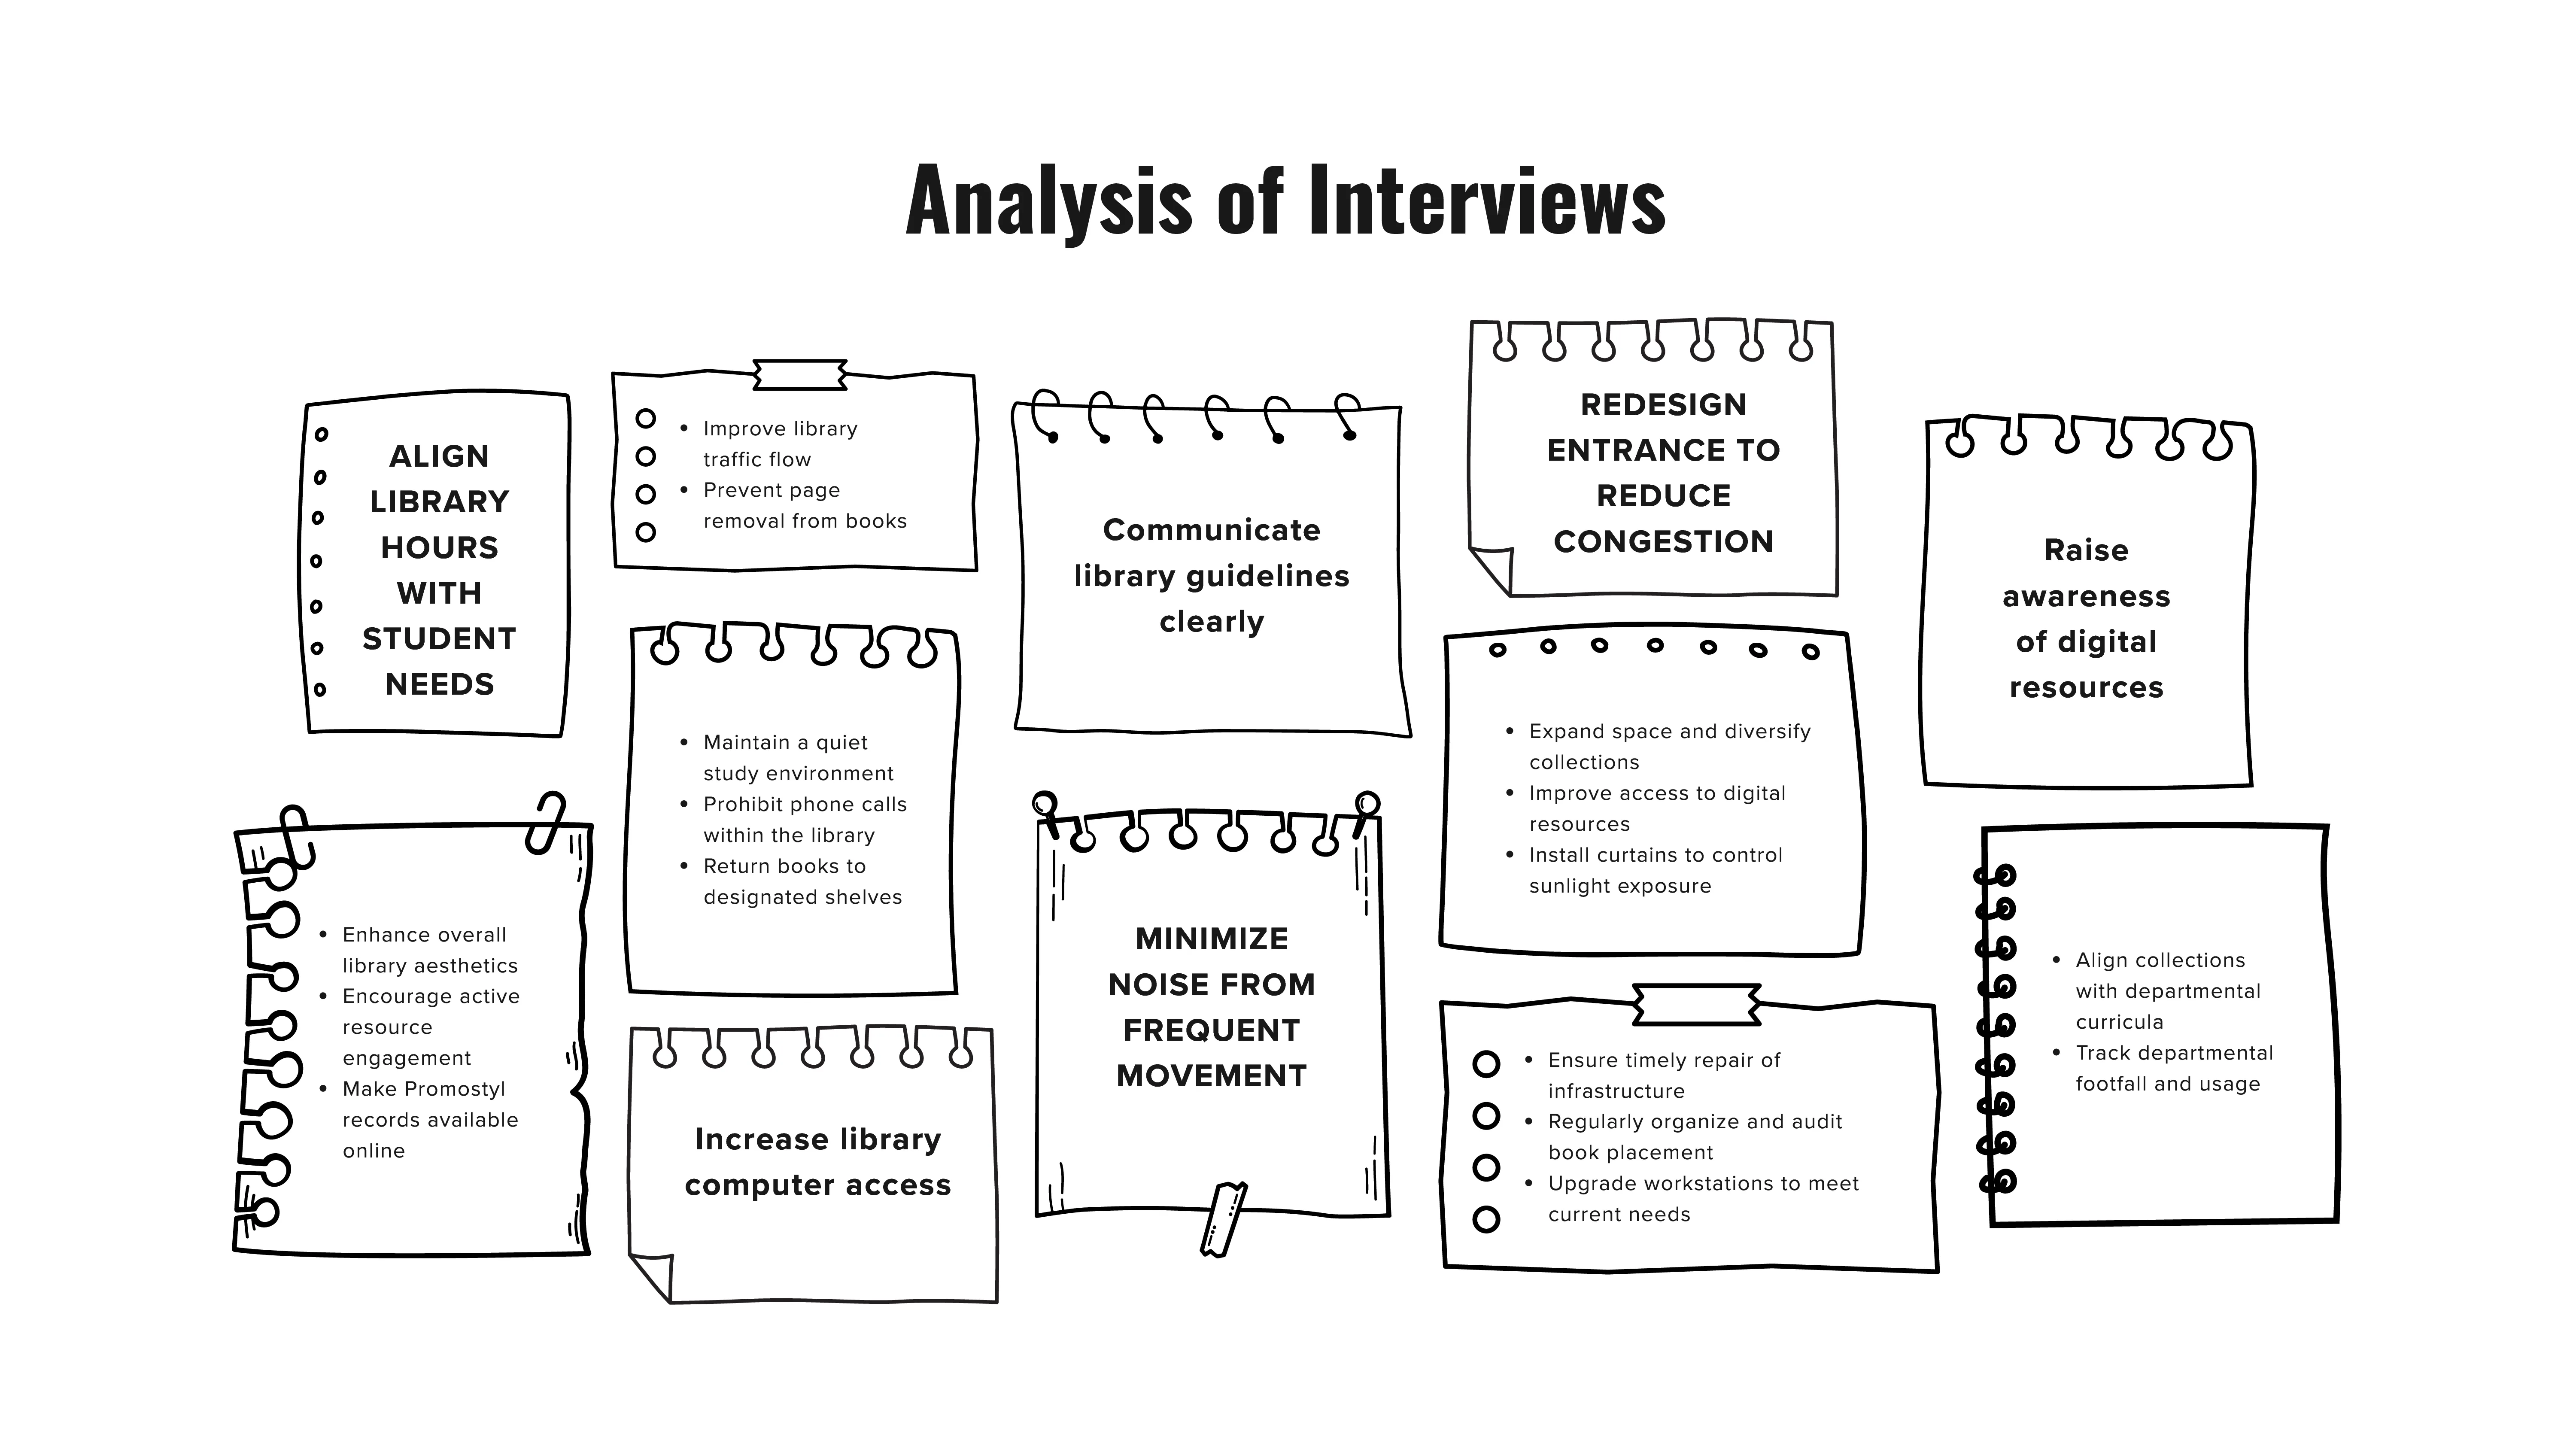 Analysis of Interviews
ALIGN
LIBRARY
HOURS
WITH
STUDENT
NEEDS
• Enhance overall
library aesthetics
• Encourage active
resource
engagement
• Make Promostyl
records available
online
• Improve library
traffic flow
• Prevent page
removal from books
• Maintain a quiet
study environment
• Prohibit phone calls
within the library
• Return books to
designated shelves
Increase library
computer access
Communicate
library guidelines
clearly
MINIMIZE
NOISE FROM
FREQUENT
MOVEMENT
REDESIGN
ENTRANCE TO
REDUCE
CONGESTION
• Expand space and diversify
collections
• Improve access to digital
resources
• Install curtains to control
sunlight exposure
• Ensure timely repair of
infrastructure
• Regularly organize and audit
book placement
• Upgrade workstations to meet
current needs
Raise
awareness
of digital
resources
• Align collections
with departmental
curricula
• Track departmental
footfall and usage